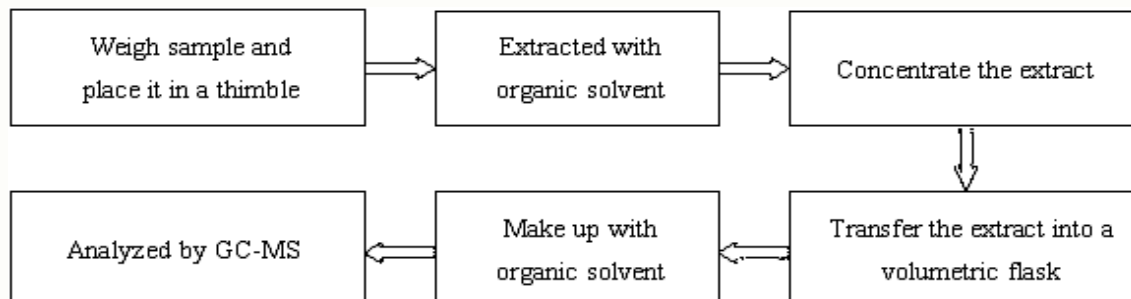 Weigh sample and
place it in a thimble
Extracted with
organic solvent
Concentrate the extract
Transfer the extract into a
volumetric flask
Make up with
organic solvent
Analyzed by GC-MS